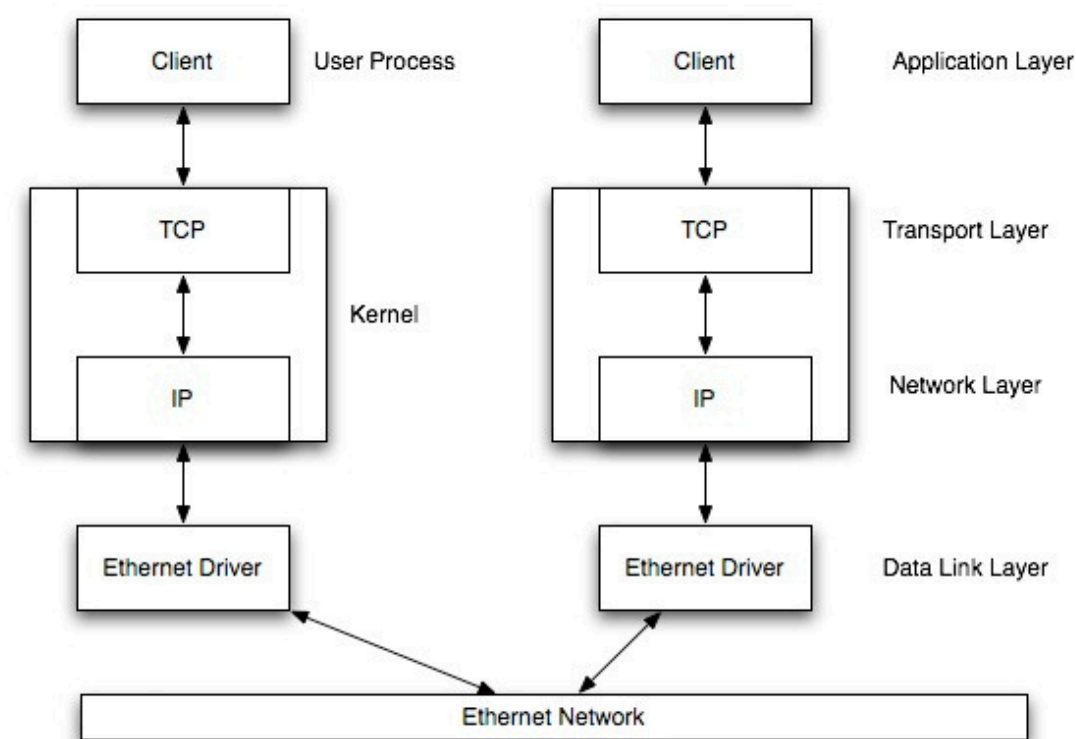 Client
User Process
Client
Application Layer
TCP
TCP
Transport Layer
Kernel
IP
IP
Network Layer
Ethernet Driver
Ethernet Driver
Data Link Layer
Ethernet Network